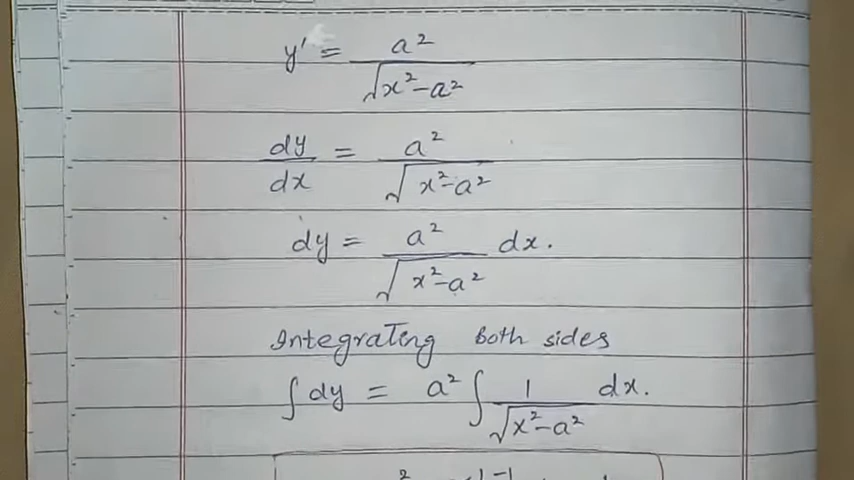 y' = a²/√(x²-a²)
dy/dx = a²/√(x²-a²)
dy = a²/√(x²-a²) dx.
Integrating both sides
∫dy = a² ∫ 1/√(x²-a²) dx.